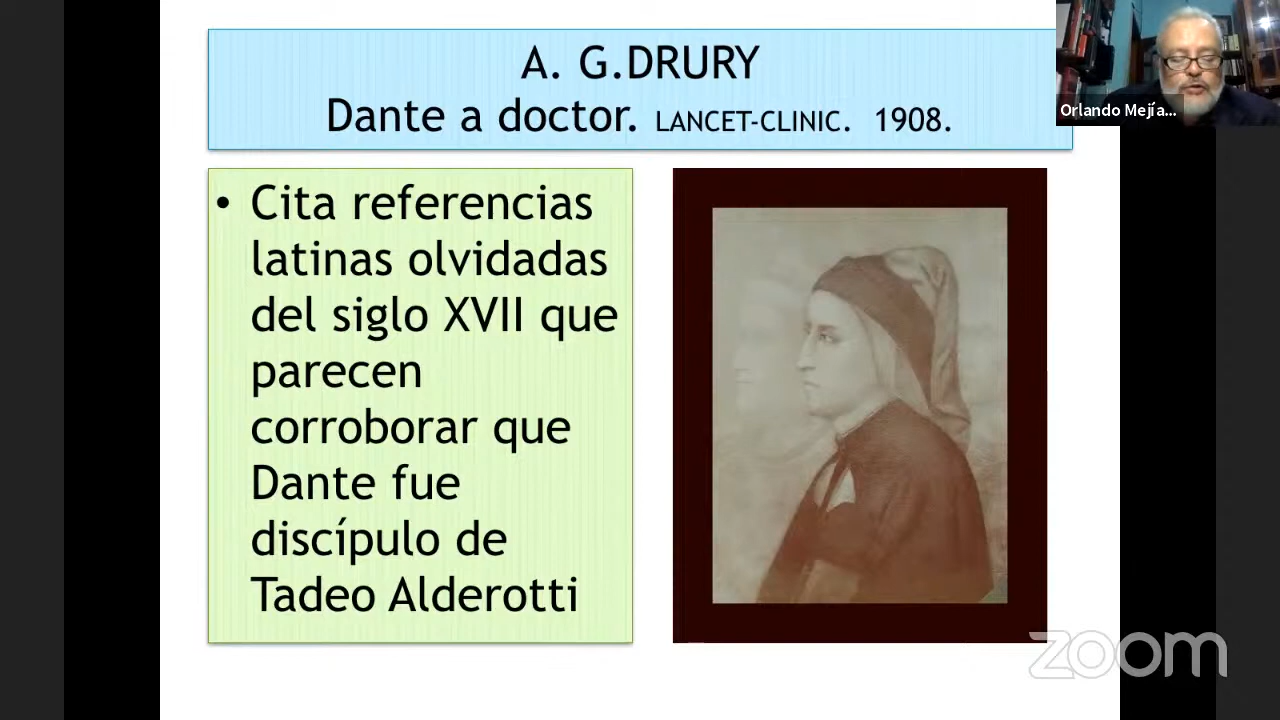 A. G.DRURY
Dante a doctor. LANCET-CLINIC. 1908.
Orlando Mejía...
• Cita referencias
latinas olvidadas
del siglo XVII que
parecen
corroborar que
Dante fue
discípulo de
Tadeo Alderotti
zoom